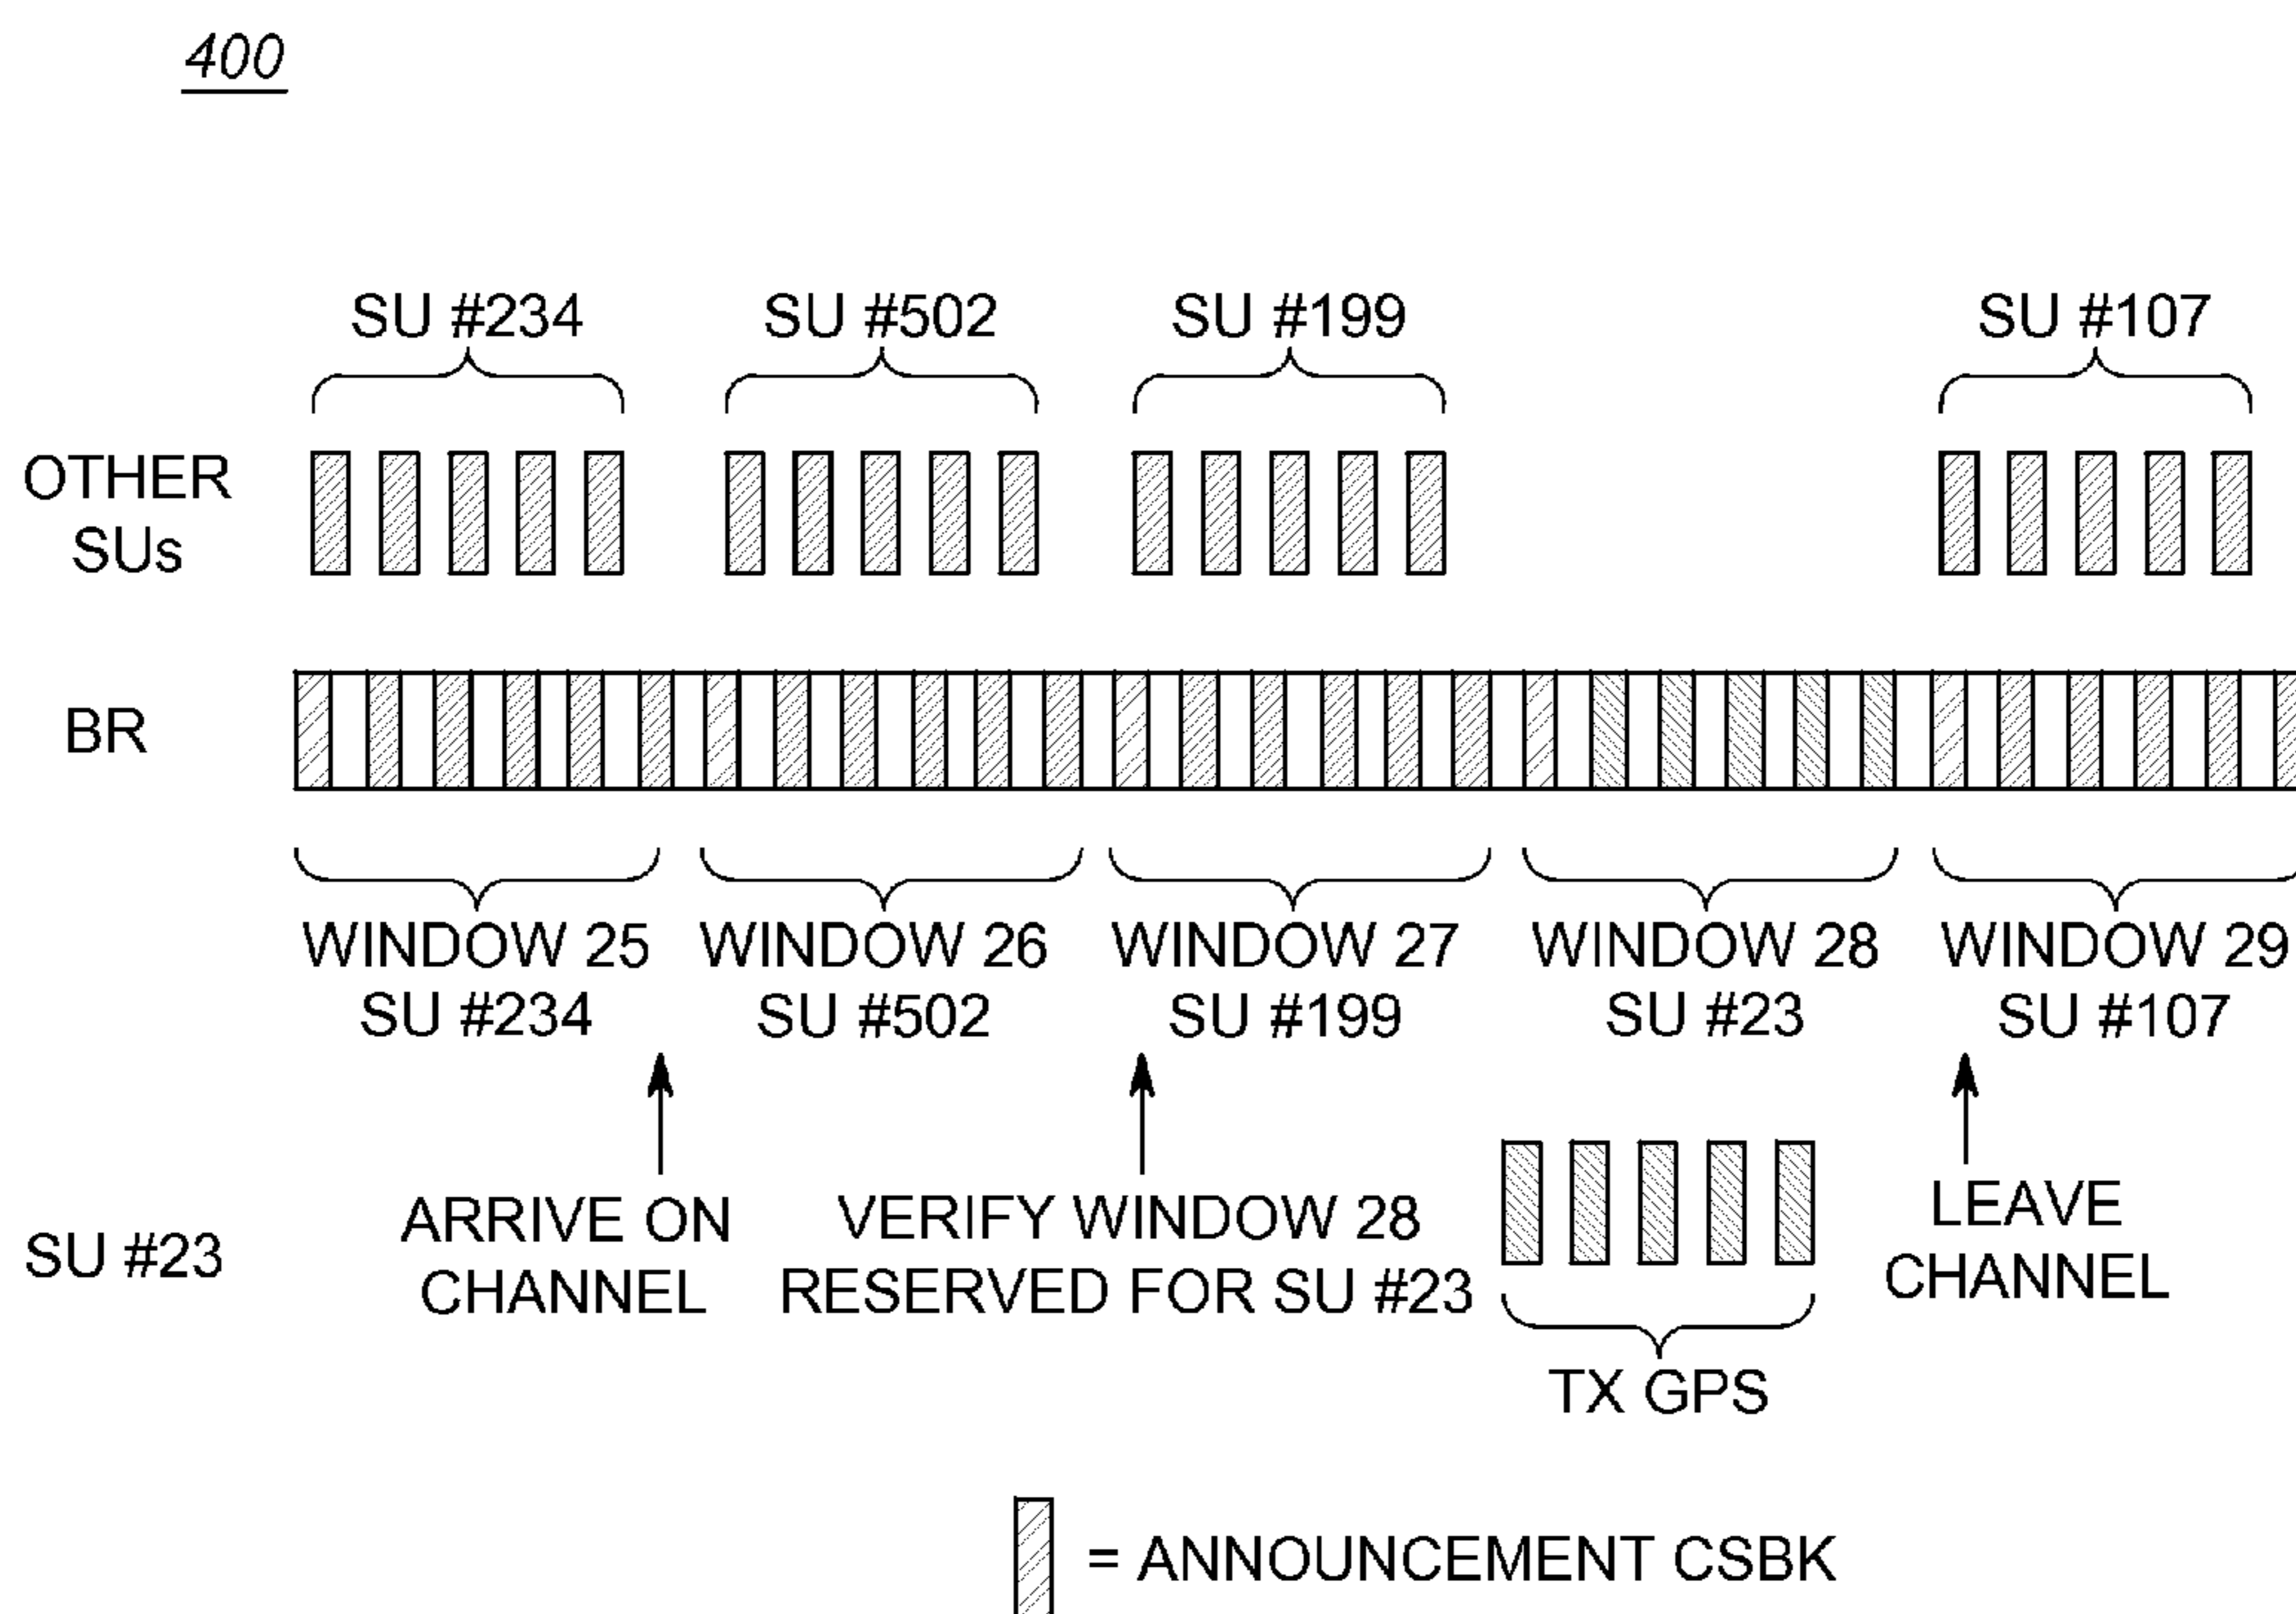 400
SU #234
SU #502
SU #199
SU #107
OTHER
SUs
BR
WINDOW 25
SU #234
WINDOW 26
SU #502
WINDOW 27
SU #199
WINDOW 28
SU #23
WINDOW 29
SU #107
SU #23
ARRIVE ON
CHANNEL
VERIFY WINDOW 28
RESERVED FOR SU #23
TX GPS
LEAVE
CHANNEL
= ANNOUNCEMENT CSBK